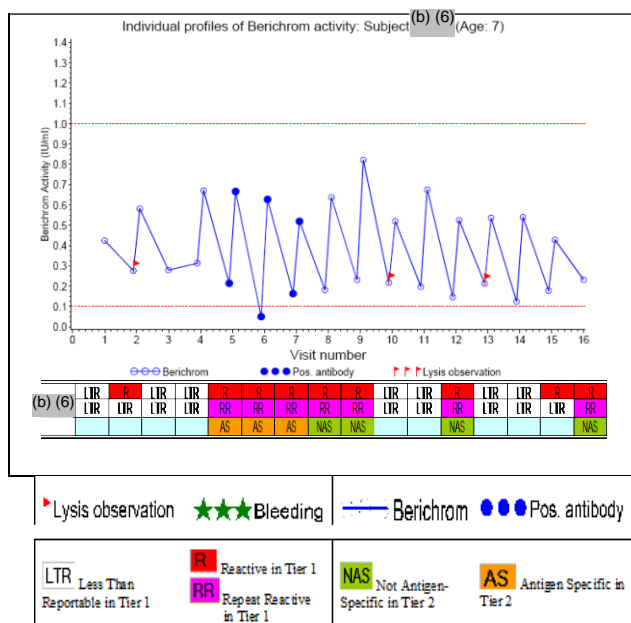 (b) (6)
Individual profiles of Berichrom activity: Subject (Age: 7)
1.4
1.3
1.2
1.1
1.0
0.9
0.8
0.7
0.6
0.5
0.4
0.3
0.2
0.1
0.0
Berichrom Activity (IU/ml)
0 1 2 3 4 5 6 7 8 9 10 11 12 13 14 15 16
Visit number
Berichrom Pos. antibody Lysis observation
LTR R LTR LTR R R R R R LTR LTR R LTR LTR R R
(b) (6) LTR LTR LTR LTR RR RR RR RR RR LTR LTR RR LTR LTR LTR RR
AS AS AS NAS NAS NAS NAS
Lysis observation Bleeding Berichrom Pos. antibody
LTR Less Than
Reportable in Tier 1
R Reactive in Tier 1
RR Repeat Reactive
in Tier 1
NAS Not Antigen-
Specific in Tier 2
AS Antigen Specific in
Tier 2